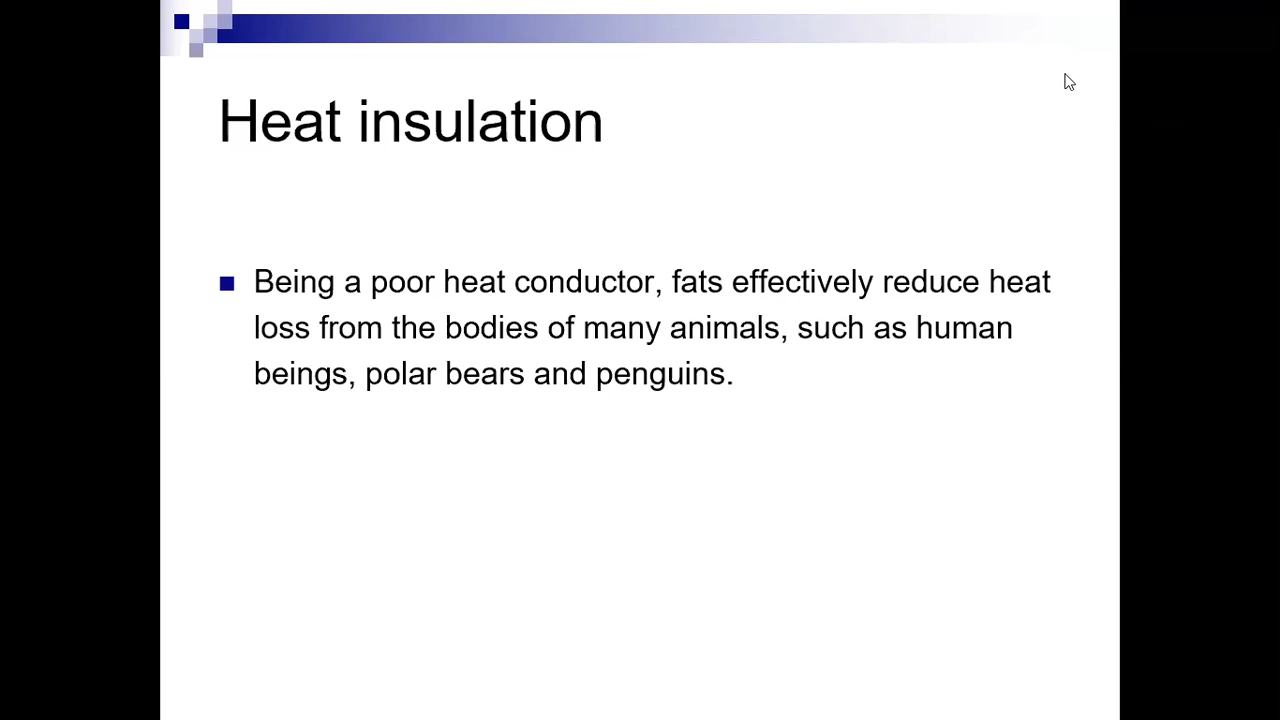 Heat insulation
Being a poor heat conductor, fats effectively reduce heat
loss from the bodies of many animals, such as human
beings, polar bears and penguins.